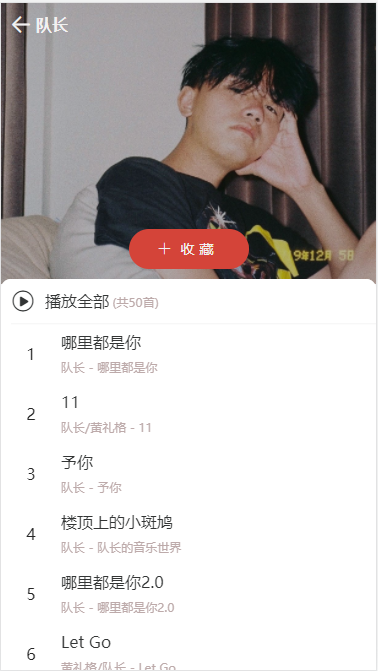 队长
19年12月 5日
+ 收藏
播放全部 (共50首)
1
哪里都是你
队长 - 哪里都是你
2
11
队长/黄礼格 - 11
3
予你
队长 - 予你
4
楼顶上的小斑鸠
队长 - 队长的音乐世界
5
哪里都是你2.0
队长 - 哪里都是你2.0
6
Let Go
黄礼格/队长 - Let Go